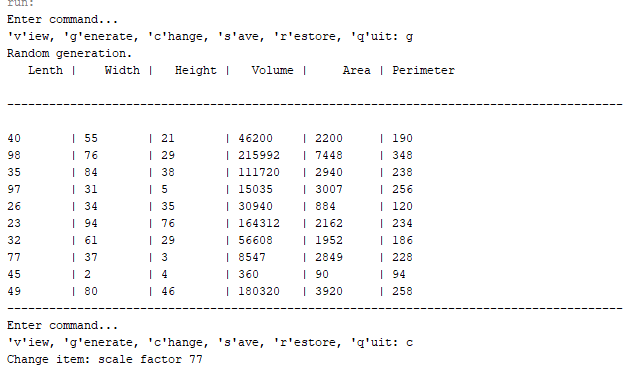 run:
Enter command...
'v'iew, 'g'enerate, 'c'hange, 's'ave, 'r'estore, 'q'uit: g
Random generation.
Lenth | Width | Height | Volume | Area | Perimeter
-----------------------------------------------------------------------------------------
40 | 55 | 21 | 46200 | 2200 | 190
98 | 76 | 29 | 215992 | 7448 | 348
35 | 84 | 38 | 111720 | 2940 | 238
97 | 31 | 5 | 15035 | 3007 | 256
26 | 34 | 35 | 30940 | 884 | 120
23 | 94 | 76 | 164312 | 2162 | 234
32 | 61 | 29 | 56608 | 1952 | 186
77 | 37 | 3 | 8547 | 2849 | 228
45 | 2 | 4 | 360 | 90 | 94
49 | 80 | 46 | 180320 | 3920 | 258
-----------------------------------------------------------------------------------------
Enter command...
'v'iew, 'g'enerate, 'c'hange, 's'ave, 'r'estore, 'q'uit: c
Change item: scale factor 77